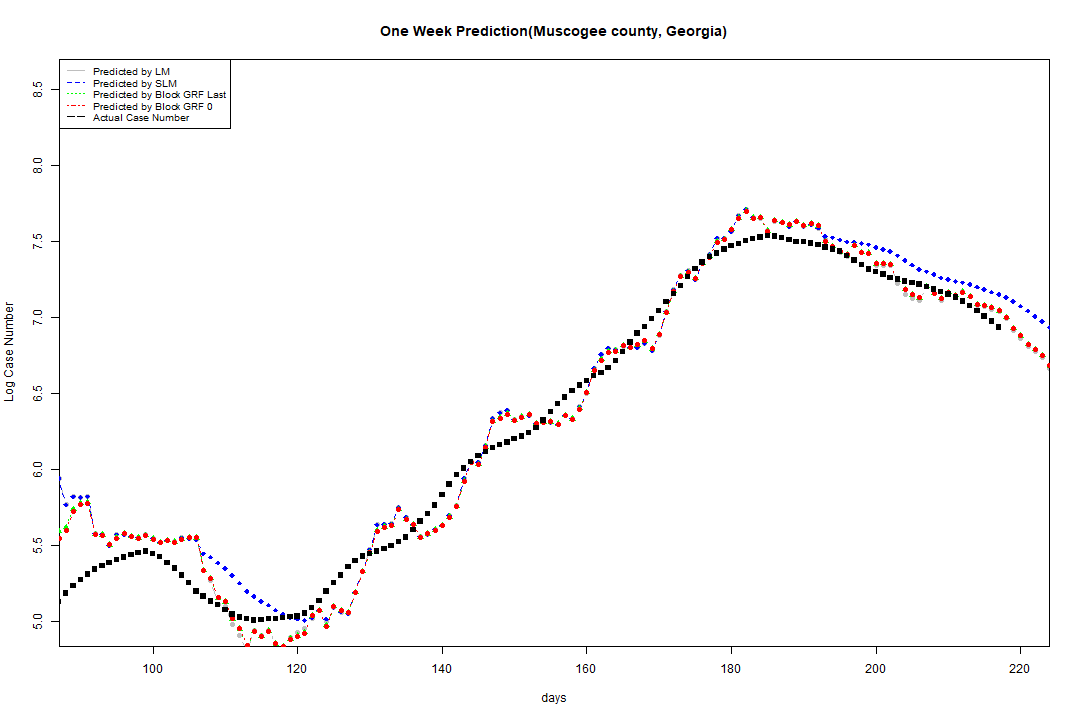 One Week Prediction(Muscogee county, Georgia)
Predicted by LM
Predicted by SLM
Predicted by Block GRF Last
Predicted by Block GRF 0
Actual Case Number
8.5
8.0
7.5
7.0
6.5
6.0
5.5
5.0
Log Case Number
100
120
140
160
180
200
220
days